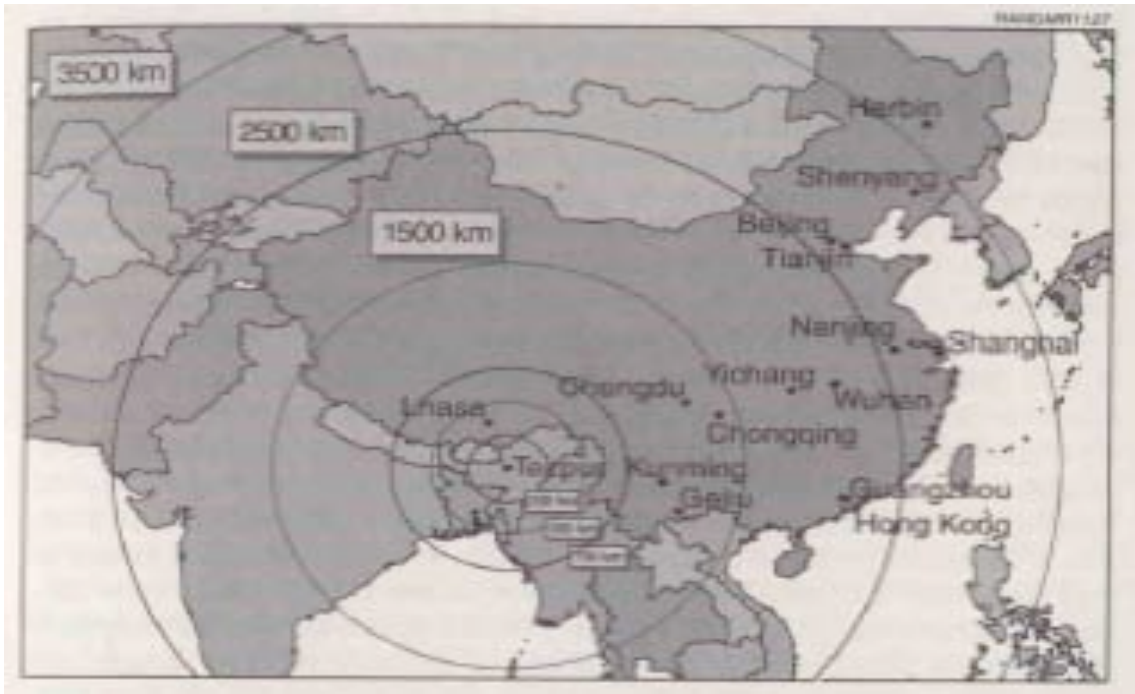 3500 km
2500 km
Harbin
Shenyang
1500 km
Beijing
Tianjin
Nanjing
Shanghai
Yichang
Chengdu
Wuhan
Lhasa
Chongqing
Tezpur
Kunming
Gejiu
Guangzhou
Hong Kong